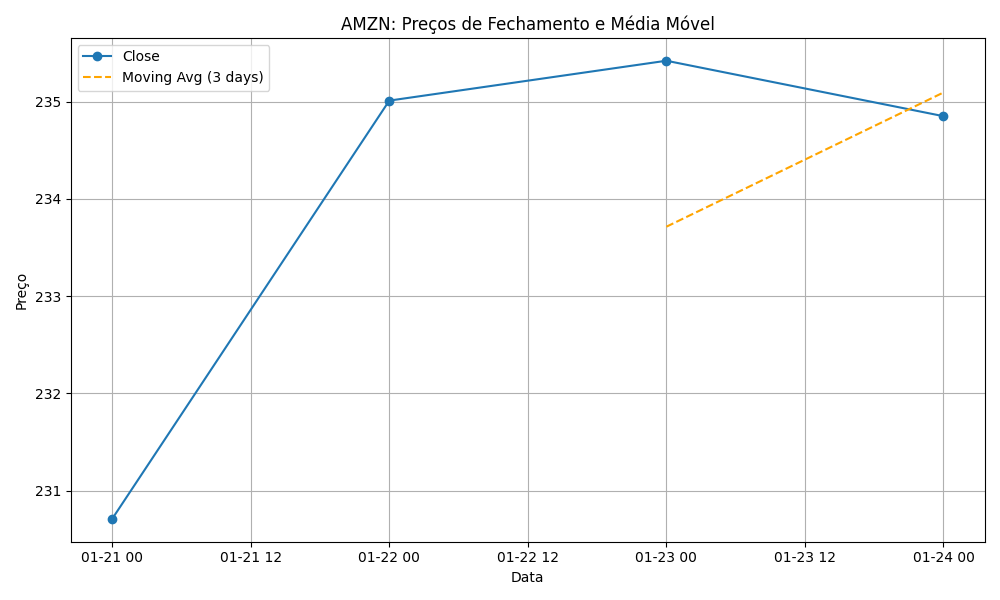 AMZN: Preços de Fechamento e Média Móvel
Close
Moving Avg (3 days)
Preço
235
234
233
232
231
01-21 00
01-21 12
01-22 00
01-22 12
01-23 00
01-23 12
01-24 00
Data